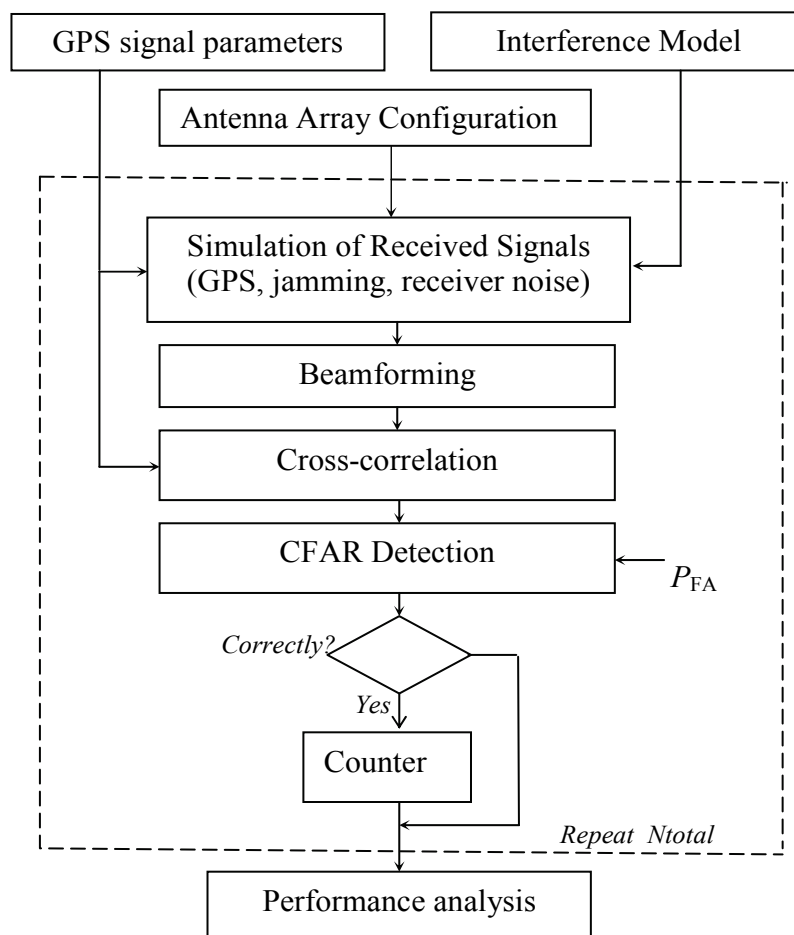 GPS signal parameters
Interference Model
Antenna Array Configuration
Simulation of Received Signals
(GPS, jamming, receiver noise)
Beamforming
Cross-correlation
CFAR Detection
PFA
Correctly?
Yes
Counter
Repeat Ntotal
Performance analysis